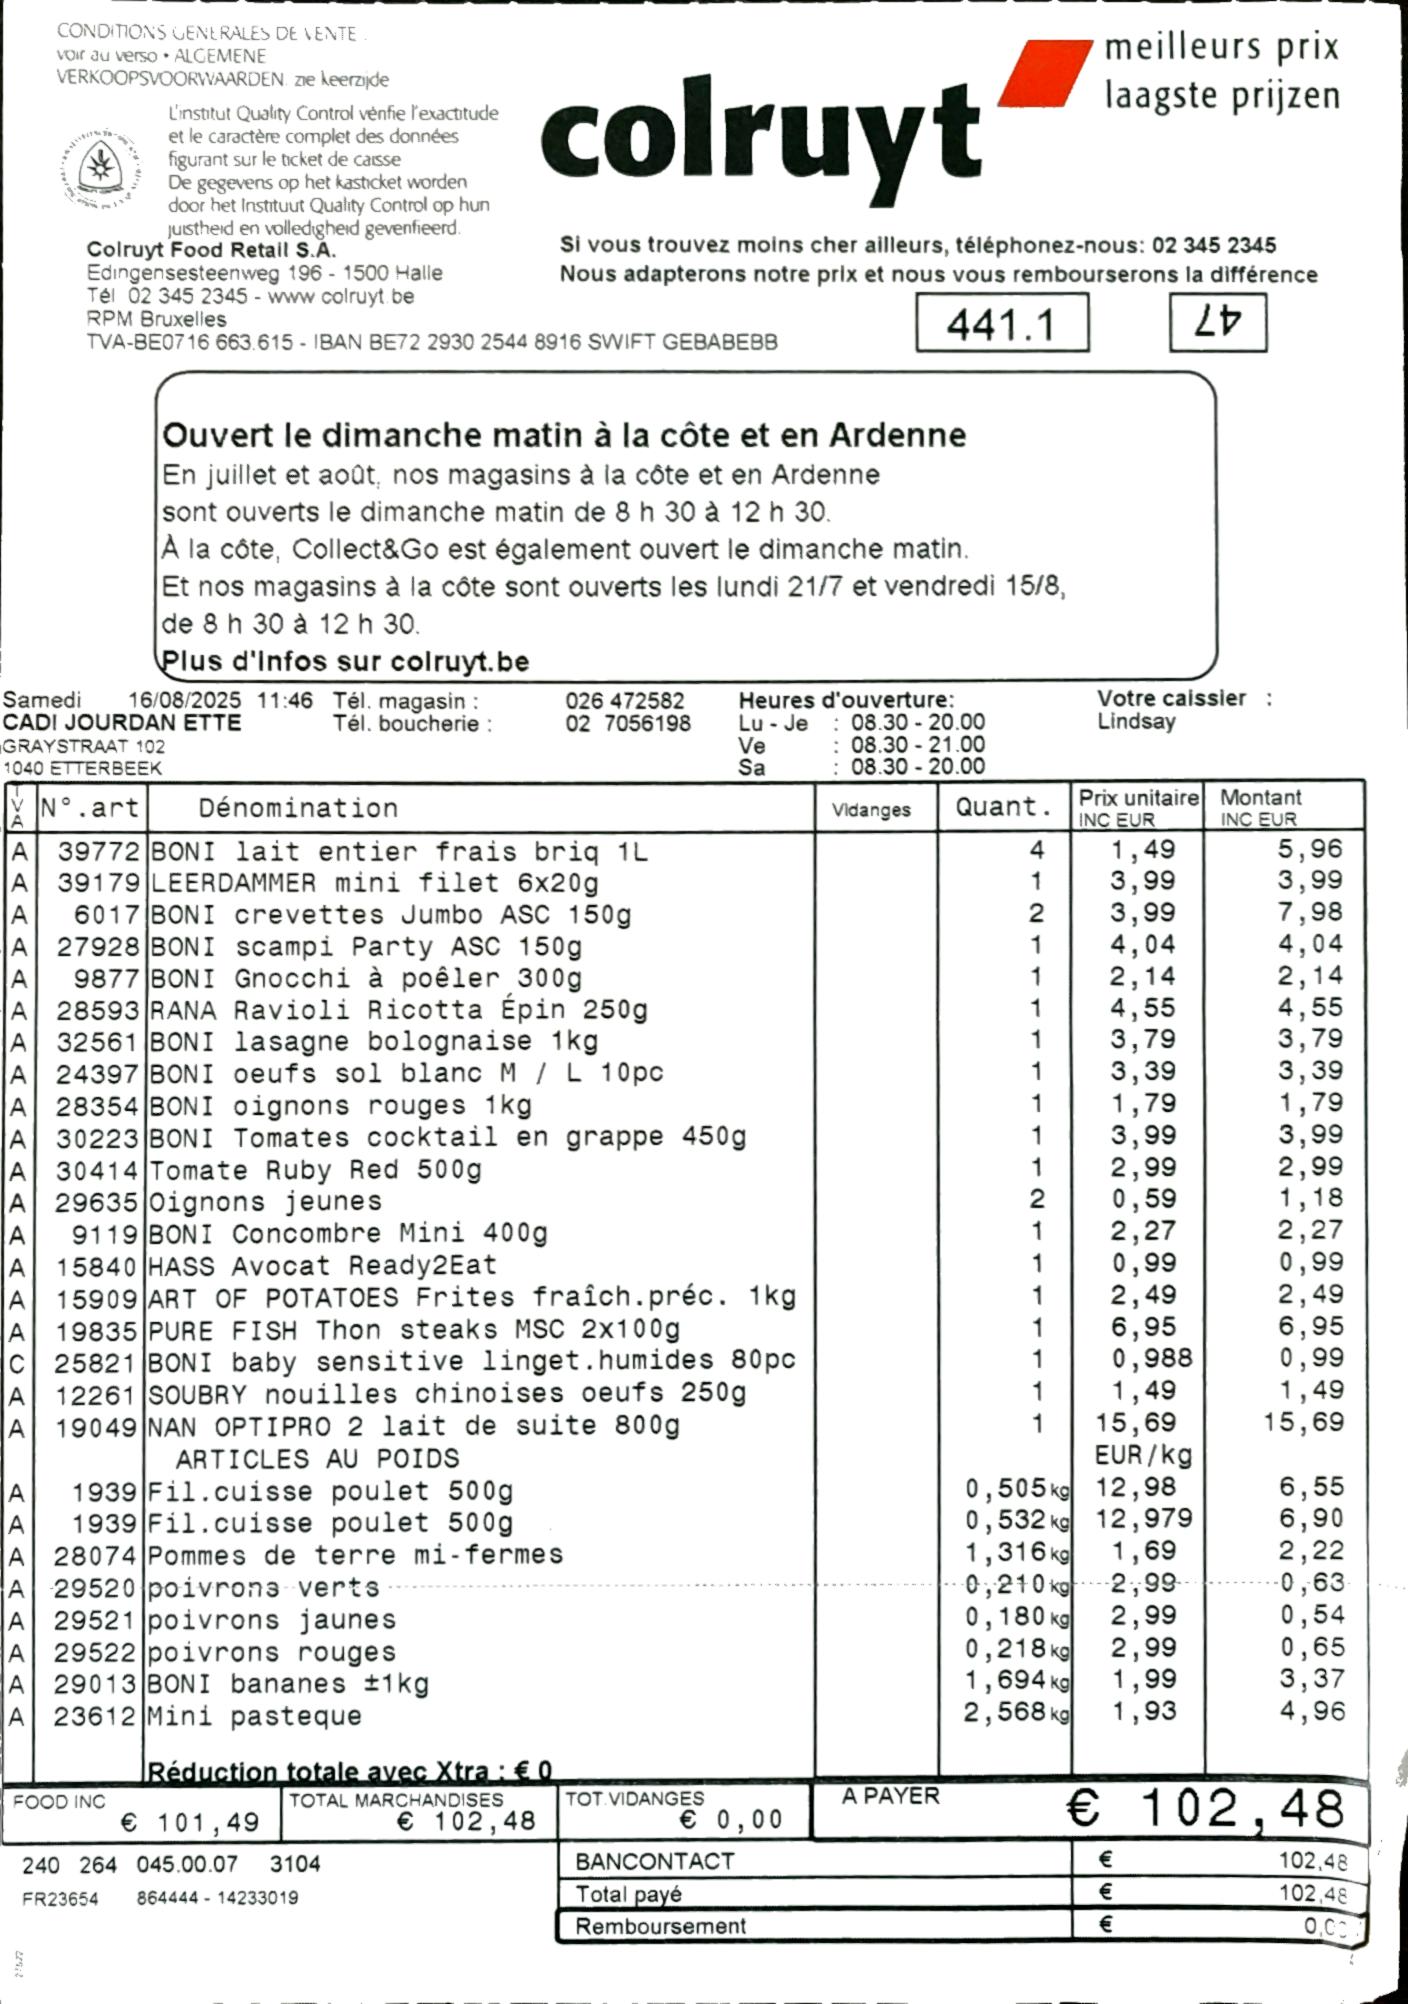 CONDITIONS GENERALES DE VENTE
voir au verso • ALGEMENE
VERKOOPSVOORWAARDEN. zie keerzijde
L'institut Quality Control vérifie l'exactitude
et le caractère complet des données
figurant sur le ticket de caisse
De gegevens op het kasticket worden
door het Instituut Quality Control op hun
juistheid en volledigheid geverifieerd.
colruyt
meilleurs prix
laagste prijzen
Colruyt Food Retail S.A.
Edingensesteenweg 196 - 1500 Halle
Tél 02 345 2345 - www colruyt.be
RPM Bruxelles
TVA-BE0716 663.615 - IBAN BE72 2930 2544 8916 SWIFT GEBABEBB
Si vous trouvez moins cher ailleurs, téléphonez-nous: 02 345 2345
Nous adapterons notre prix et nous vous rembourserons la différence
441.1 47
Ouvert le dimanche matin à la côte et en Ardenne
En juillet et août, nos magasins à la côte et en Ardenne
sont ouverts le dimanche matin de 8 h 30 à 12 h 30.
À la côte, Collect&Go est également ouvert le dimanche matin.
Et nos magasins à la côte sont ouverts les lundi 21/7 et vendredi 15/8,
de 8 h 30 à 12 h 30.
Plus d'infos sur colruyt.be
Samedi 16/08/2025 11:46 Tél. magasin : 026 472582 Heures d'ouverture: Votre caissier :
CADI JOURDAN ETTE Tél. boucherie : 02 7056198 Lu - Je : 08.30 - 20.00 Lindsay
GRAYSTRAAT 102 Ve : 08.30 - 21.00
1040 ETTERBEEK Sa : 08.30 - 20.00
TVA N°.art Dénomination Vidanges Quant. Prix unitaire INC EUR Montant INC EUR
A 39772 BONI lait entier frais briq 1L 4 1,49 5,96
A 39179 LEERDAMMER mini filet 6x20g 1 3,99 3,99
A 6017 BONI crevettes Jumbo ASC 150g 2 3,99 7,98
A 27928 BONI scampi Party ASC 150g 1 4,04 4,04
A 9877 BONI Gnocchi à poêler 300g 1 2,14 2,14
A 28593 RANA Ravioli Ricotta Épin 250g 1 4,55 4,55
A 32561 BONI lasagne bolognaise 1kg 1 3,79 3,79
A 24397 BONI oeufs sol blanc M / L 10pc 1 3,39 3,39
A 28354 BONI oignons rouges 1kg 1 1,79 1,79
A 30223 BONI Tomates cocktail en grappe 450g 1 3,99 3,99
A 30414 Tomate Ruby Red 500g 1 2,99 2,99
A 29635 Oignons jeunes 2 0,59 1,18
A 9119 BONI Concombre Mini 400g 1 2,27 2,27
A 15840 HASS Avocat Ready2Eat 1 0,99 0,99
A 15909 ART OF POTATOES Frites fraîch.préc. 1kg 1 2,49 2,49
A 19835 PURE FISH Thon steaks MSC 2x100g 1 6,95 6,95
C 25821 BONI baby sensitive linget.humides 80pc 1 0,988 0,99
A 12261 SOUBRY nouilles chinoises oeufs 250g 1 1,49 1,49
A 19049 NAN OPTIPRO 2 lait de suite 800g 1 15,69 15,69
ARTICLES AU POIDS EUR/kg
A 1939 Fil.cuisse poulet 500g 0,505 kg 12,98 6,55
A 1939 Fil.cuisse poulet 500g 0,532 kg 12,979 6,90
A 28074 Pommes de terre mi-fermes 1,316 kg 1,69 2,22
A 29520 poivrons verts 0,210 kg 2,99 0,63
A 29521 poivrons jaunes 0,180 kg 2,99 0,54
A 29522 poivrons rouges 0,218 kg 2,99 0,65
A 29013 BONI bananes ±1kg 1,694 kg 1,99 3,37
A 23612 Mini pasteque 2,568 kg 1,93 4,96
Réduction totale avec Xtra : € 0
FOOD INC € 101,49 TOTAL MARCHANDISES € 102,48 TOT.VIDANGES € 0,00 A PAYER € 102,48
240 264 045.00.07 3104 BANCONTACT € 102,48
FR23654 864444 - 14233019 Total payé € 102,48
Remboursement €